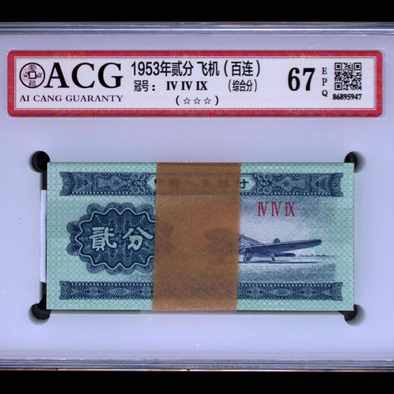 ACG
AI CANG GUARANTY
1953年贰分 飞机（百连）
冠号： IV IV IX （综合分）
（☆☆☆）
67
EPQ
86895947
IV IV IX
貳分